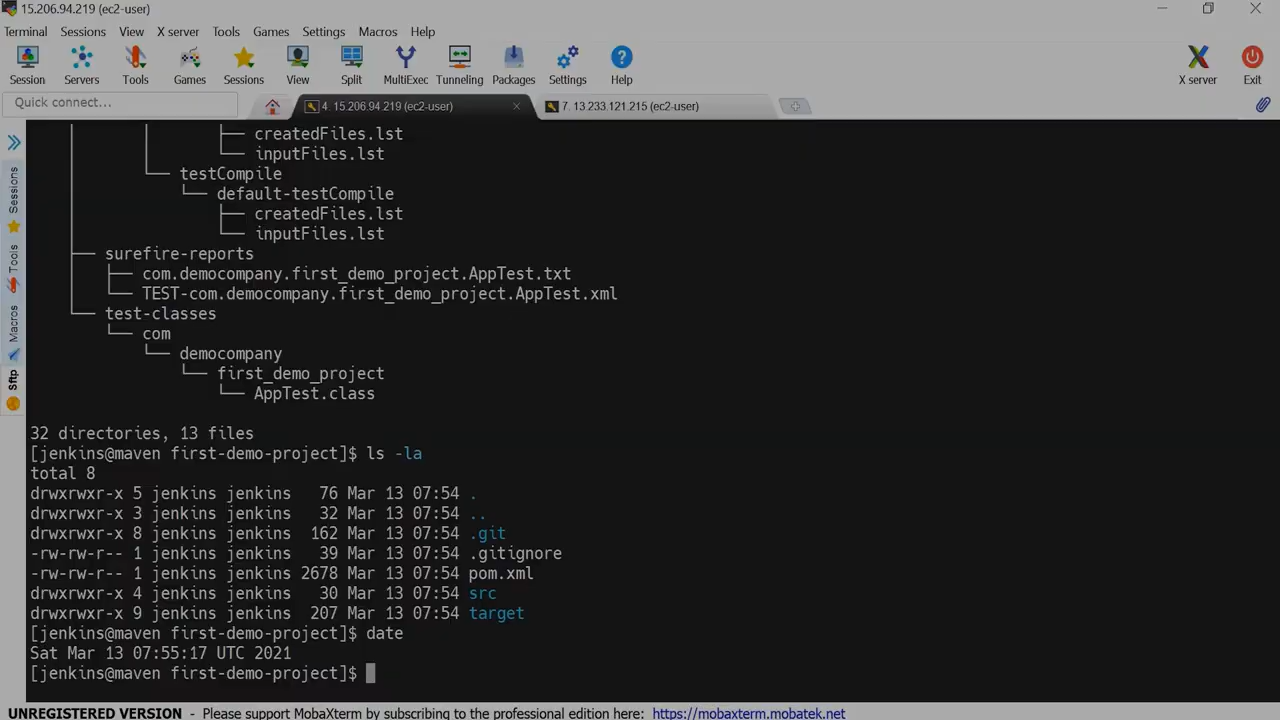 15.206.94.219 (ec2-user)
Terminal Sessions View X server Tools Games Settings Macros Help
Session Servers Tools Games Sessions View Split MultiExec Tunneling Packages Settings Help X server Exit
Quick connect... 4. 15.206.94.219 (ec2-user) 7. 13.233.121.215 (ec2-user)
Sessions
Tools
Macros
Sftp
├── createdFiles.lst
└── inputFiles.lst
└── testCompile
└── default-testCompile
├── createdFiles.lst
└── inputFiles.lst
├── surefire-reports
├── com.democompany.first_demo_project.AppTest.txt
└── TEST-com.democompany.first_demo_project.AppTest.xml
└── test-classes
└── com
└── democompany
└── first_demo_project
└── AppTest.class
32 directories, 13 files
[jenkins@maven first-demo-project]$ ls -la
total 8
drwxrwxr-x 5 jenkins jenkins 76 Mar 13 07:54 .
drwxrwxr-x 3 jenkins jenkins 32 Mar 13 07:54 ..
drwxrwxr-x 8 jenkins jenkins 162 Mar 13 07:54 .git
-rw-rw-r-- 1 jenkins jenkins 39 Mar 13 07:54 .gitignore
-rw-rw-r-- 1 jenkins jenkins 2678 Mar 13 07:54 pom.xml
drwxrwxr-x 4 jenkins jenkins 30 Mar 13 07:54 src
drwxrwxr-x 9 jenkins jenkins 207 Mar 13 07:54 target
[jenkins@maven first-demo-project]$ date
Sat Mar 13 07:55:17 UTC 2021
[jenkins@maven first-demo-project]$
UNREGISTERED VERSION - Please support MobaXterm by subscribing to the professional edition here: https://mobaxterm.mobatek.net